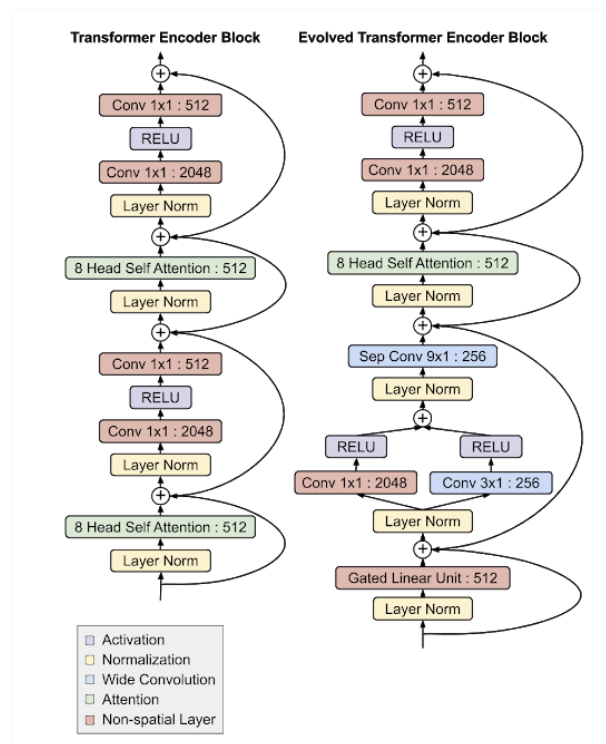 Transformer Encoder Block
Conv 1x1 : 512
RELU
Conv 1x1 : 2048
Layer Norm
8 Head Self Attention : 512
Layer Norm
Conv 1x1 : 512
RELU
Conv 1x1 : 2048
Layer Norm
8 Head Self Attention : 512
Layer Norm
Evolved Transformer Encoder Block
Conv 1x1 : 512
RELU
Conv 1x1 : 2048
Layer Norm
8 Head Self Attention : 512
Layer Norm
Sep Conv 9x1 : 256
Layer Norm
RELU RELU
Conv 1x1 : 2048 Conv 3x1 : 256
Layer Norm
Gated Linear Unit : 512
Layer Norm
Activation
Normalization
Wide Convolution
Attention
Non-spatial Layer